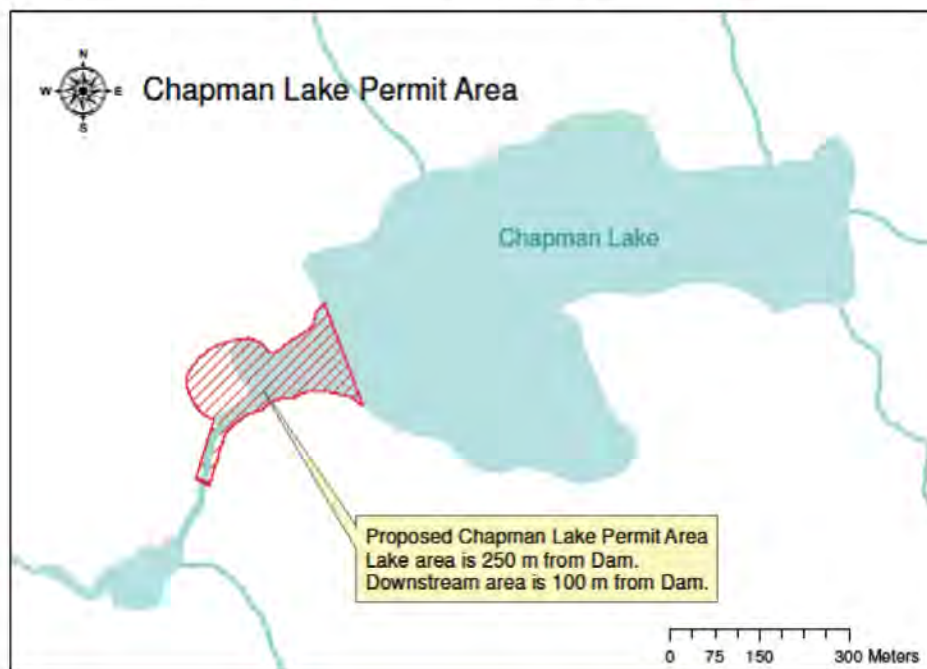 N
W E
S
Chapman Lake Permit Area
Chapman Lake
Proposed Chapman Lake Permit Area
Lake area is 250 m from Dam.
Downstream area is 100 m from Dam.
0 75 150 300 Meters